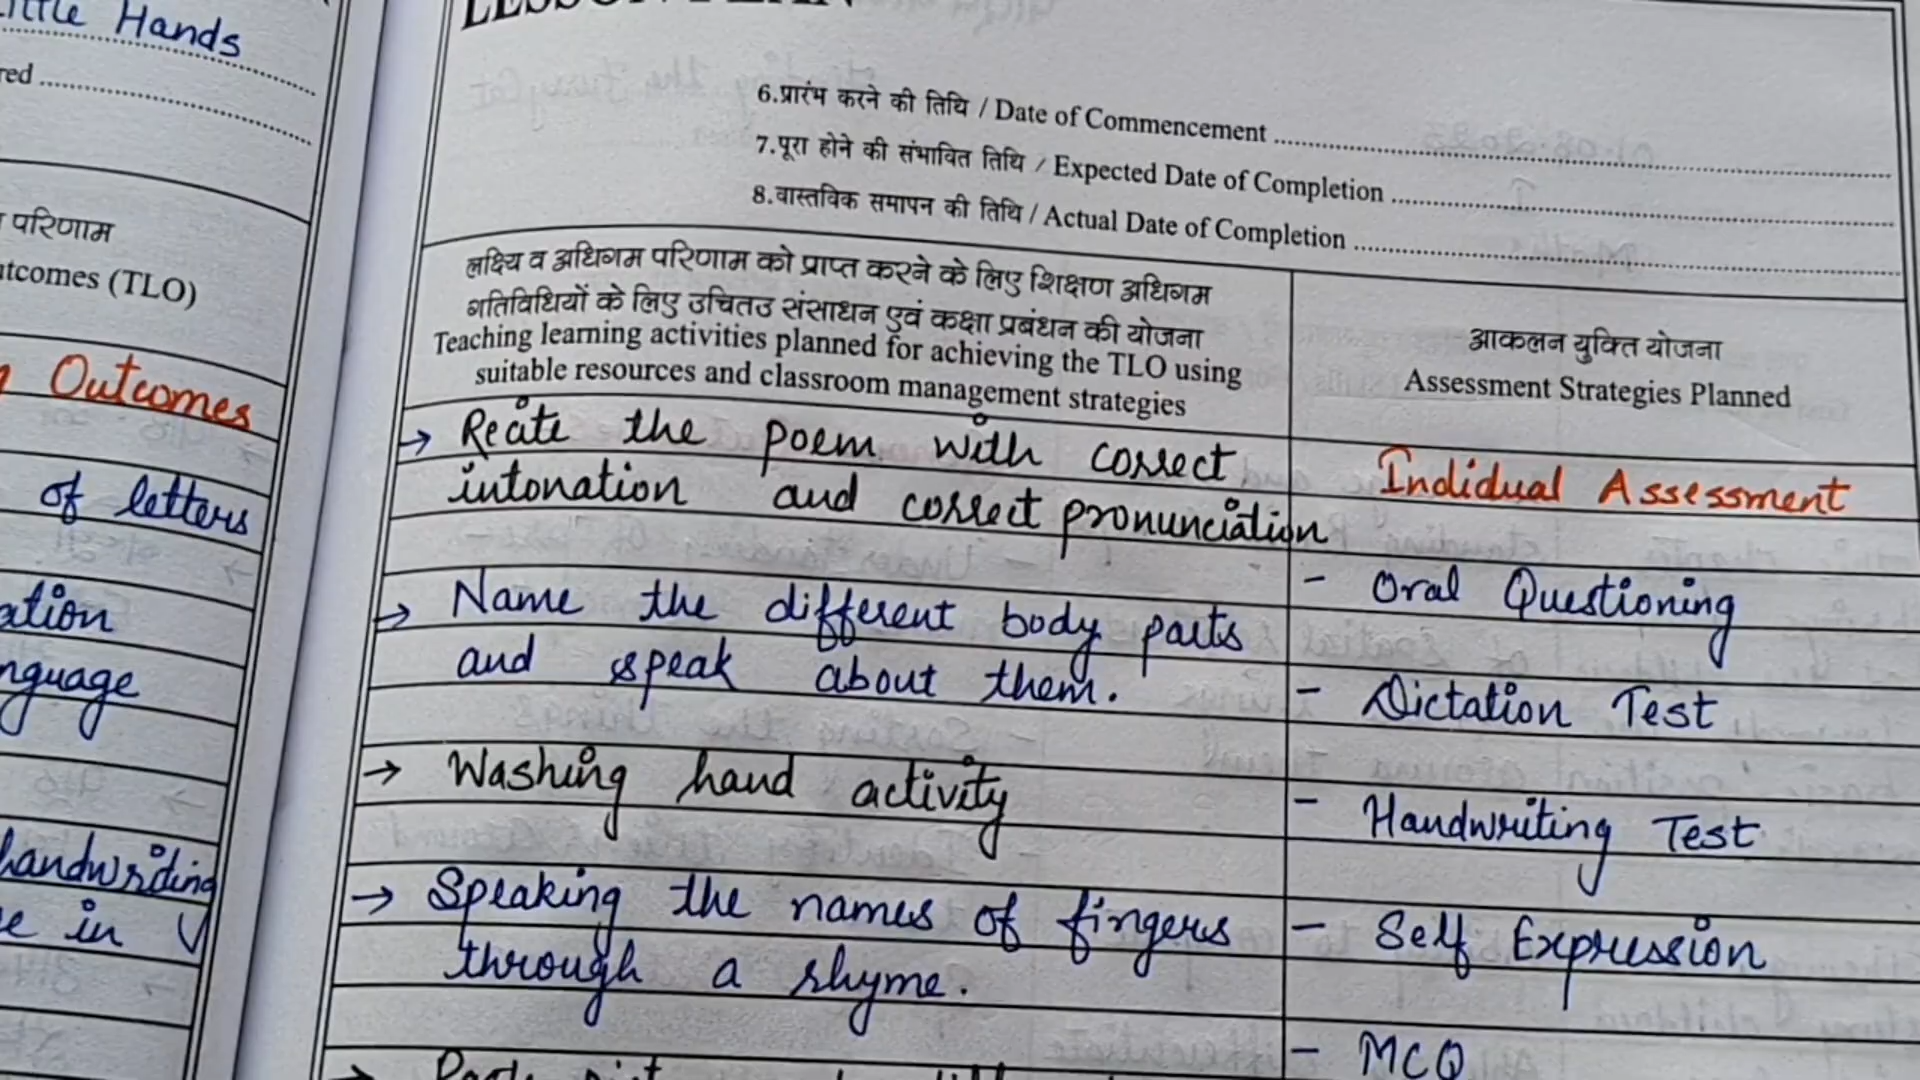 Little Hands
परिणाम
(TLO)
Outcomes
of letters
handwriting
in
LESSON PLAN
6.प्रारंभ करने की तिथि / Date of Commencement
7.पूरा होने की संभावित तिथि / Expected Date of Completion
8.वास्तविक समापन की तिथि / Actual Date of Completion
लक्ष्यि व अधिगम परिणाम को प्राप्त करने के लिए शिक्षण अधिगम
गतिविधियों के लिए उचितउ संसाधन एवं कक्षा प्रबंधन की योजना
Teaching learning activities planned for achieving the TLO using
suitable resources and classroom management strategies
आकलन युक्ति योजना
Assessment Strategies Planned
→ Recite the poem with correct
intonation and correct pronunciation
→ Name the different body parts
and speak about them.
→ Washing hand activity
→ Speaking the names of fingers
through a rhyme.
Indidual Assessment
- Oral Questioning
- Dictation Test
- Handwriting Test
- Self Expression
- MCQ